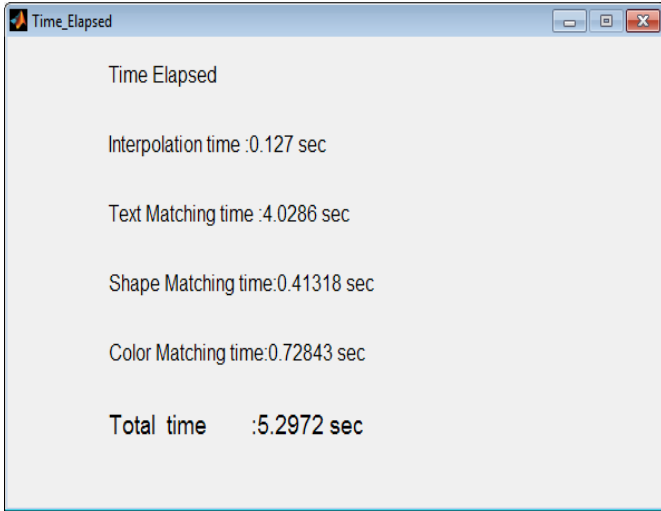 Time_Elapsed
Time Elapsed
Interpolation time :0.127 sec
Text Matching time :4.0286 sec
Shape Matching time:0.41318 sec
Color Matching time:0.72843 sec
Total time :5.2972 sec